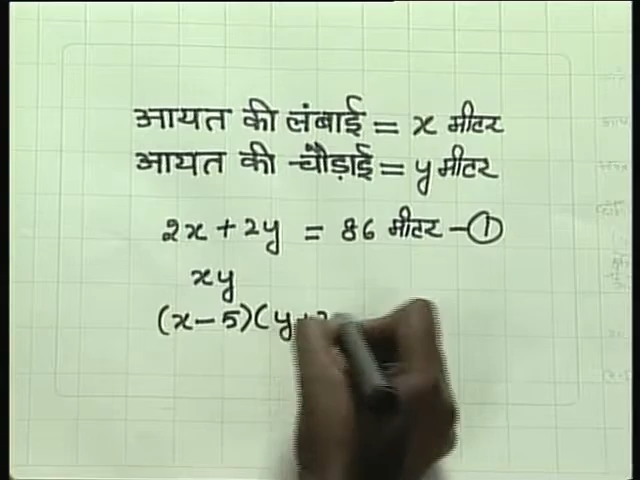 आयत की लंबाई = x मीटर
आयत की चौड़ाई = y मीटर
2x + 2y = 86 मीटर - ①
xy
(x - 5)(y +